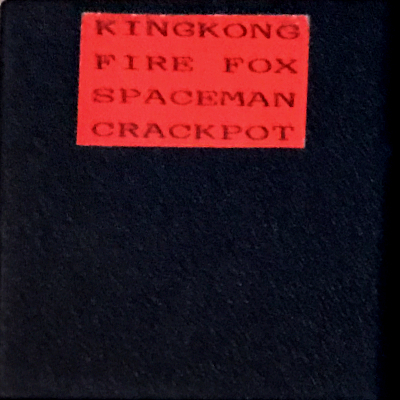 KINGKONG
FIRE FOX
SPACEMAN
CRACKPOT